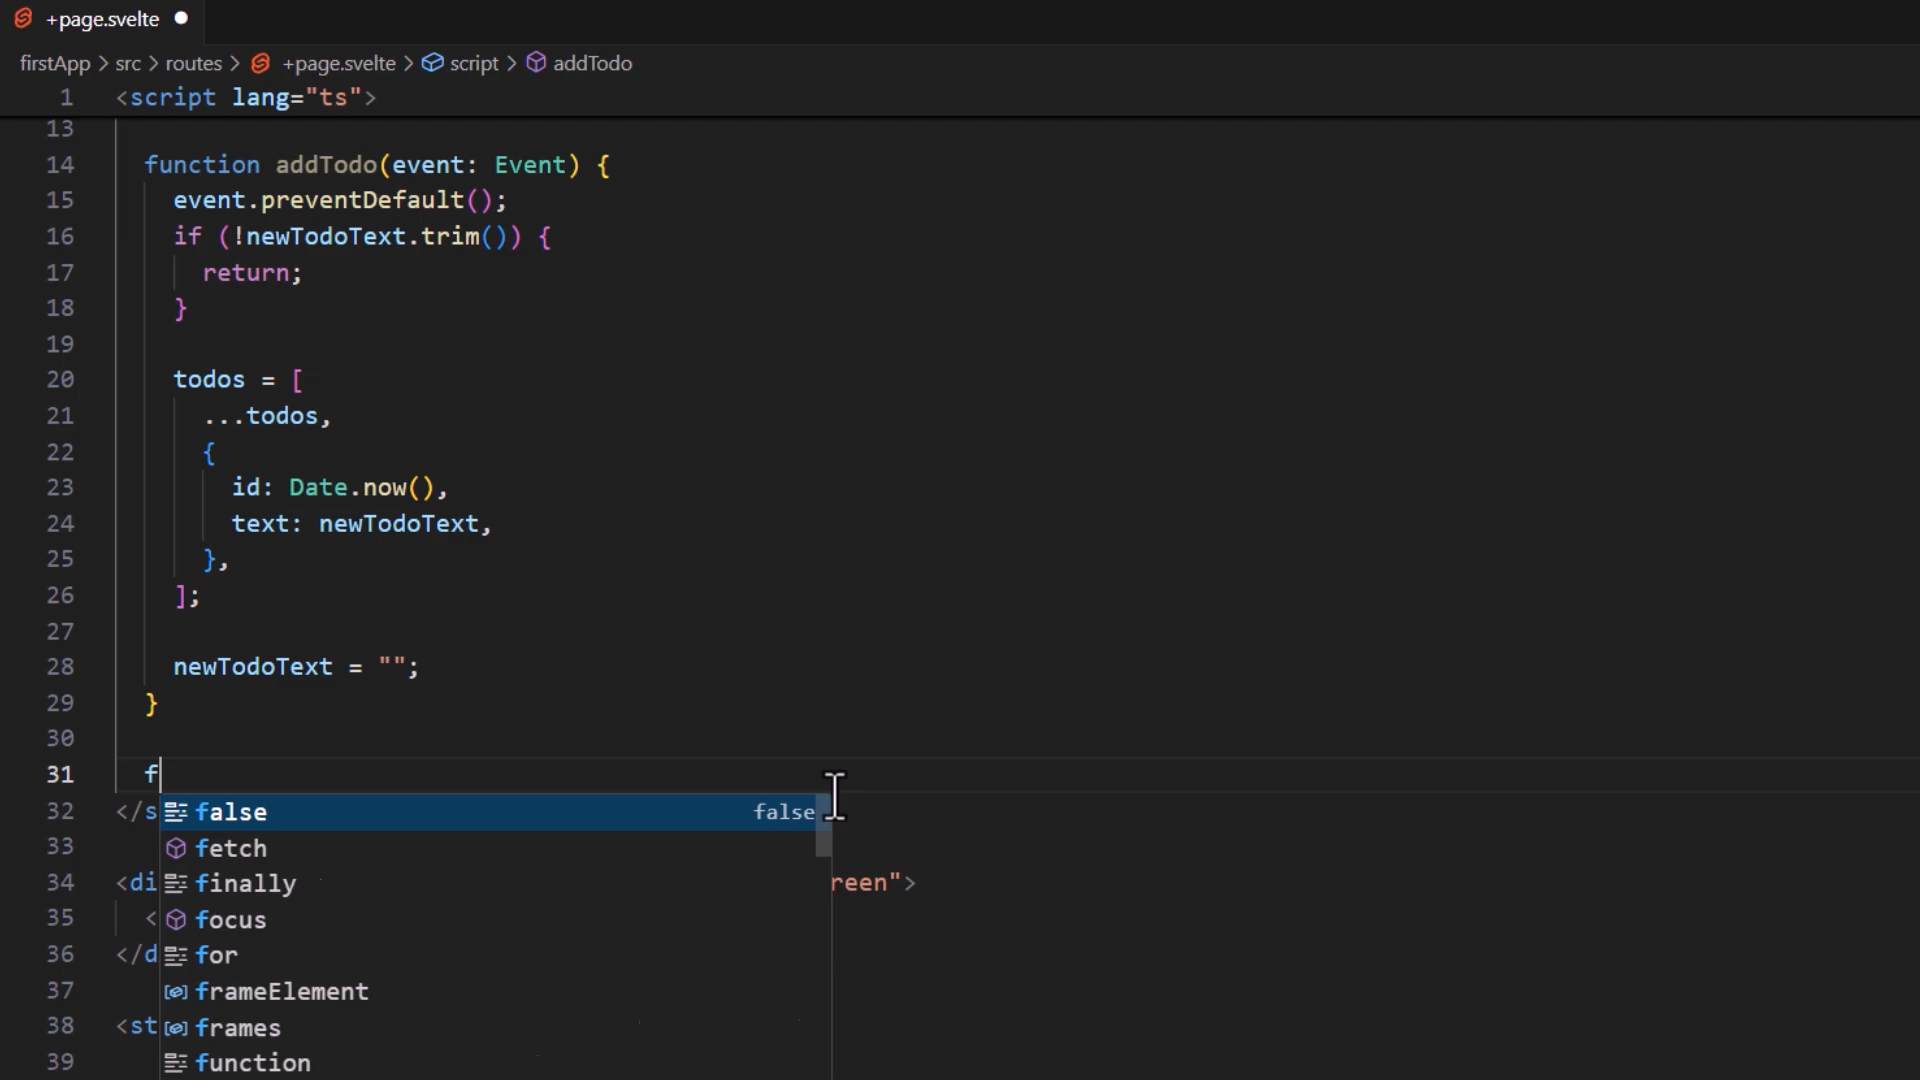 +page.svelte
firstApp > src > routes > +page.svelte > script > addTodo
1 <script lang="ts">
13
14 function addTodo(event: Event) {
15 event.preventDefault();
16 if (!newTodoText.trim()) {
17 return;
18 }
19
20 todos = [
21 ...todos,
22 {
23 id: Date.now(),
24 text: newTodoText,
25 },
26 ];
27
28 newTodoText = "";
29 }
30
31 f
32 </s false false
33 fetch
34 <di finally reen">
35 < focus
36 </d for
37 frameElement
38 <st frames
39 function